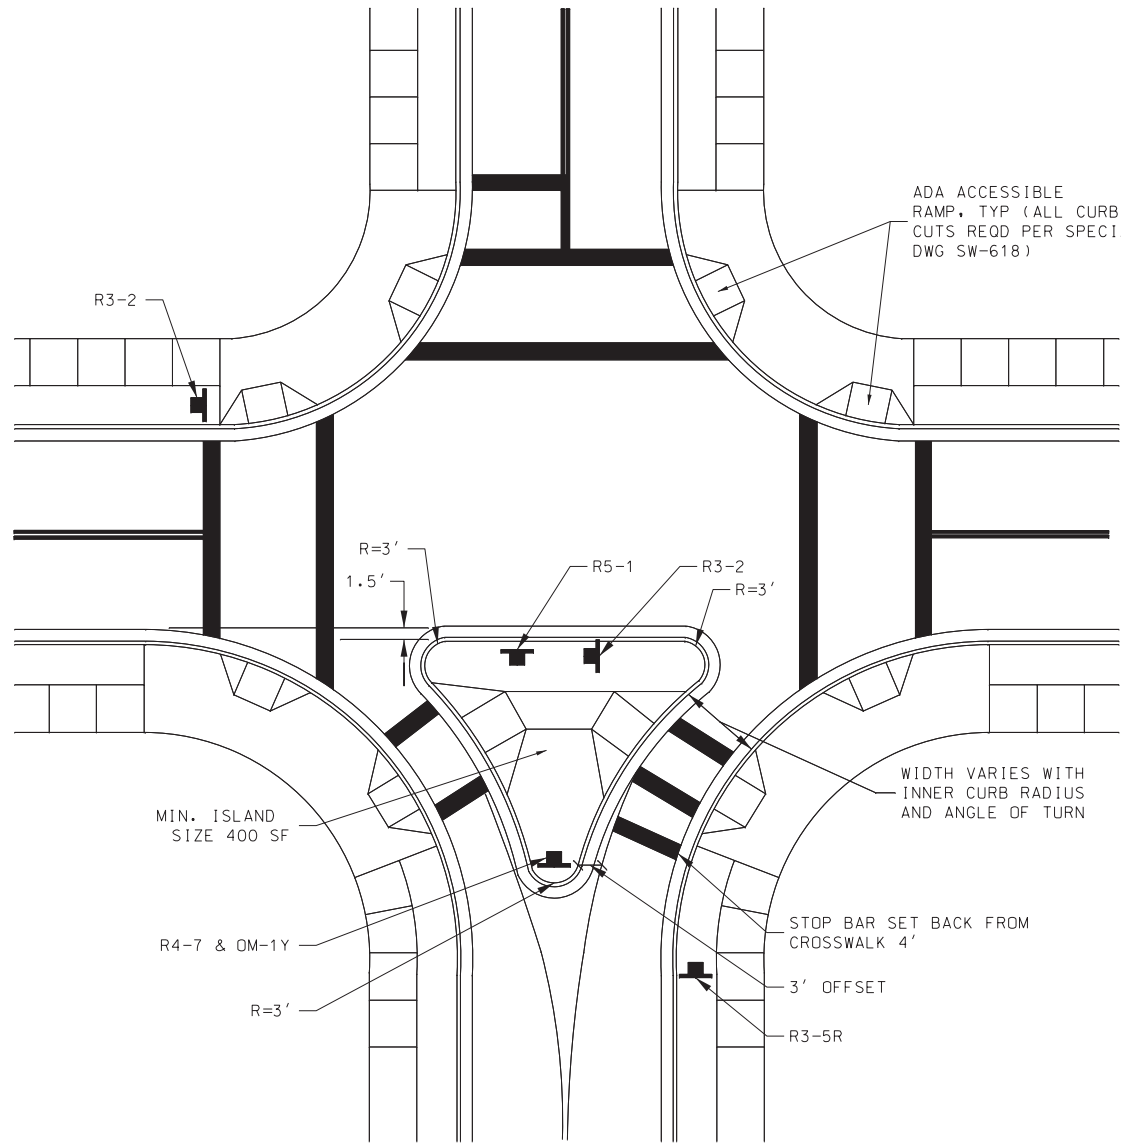 ADA ACCESSIBLE
RAMP, TYP (ALL CURB
CUTS REQD PER SPECI
DWG SW-618)
R3-2
R=3'
1.5'
R5-1
R3-2
R=3'
WIDTH VARIES WITH
INNER CURB RADIUS
AND ANGLE OF TURN
MIN. ISLAND
SIZE 400 SF
R4-7 & OM-1Y
STOP BAR SET BACK FROM
CROSSWALK 4'
3' OFFSET
R=3'
R3-5R